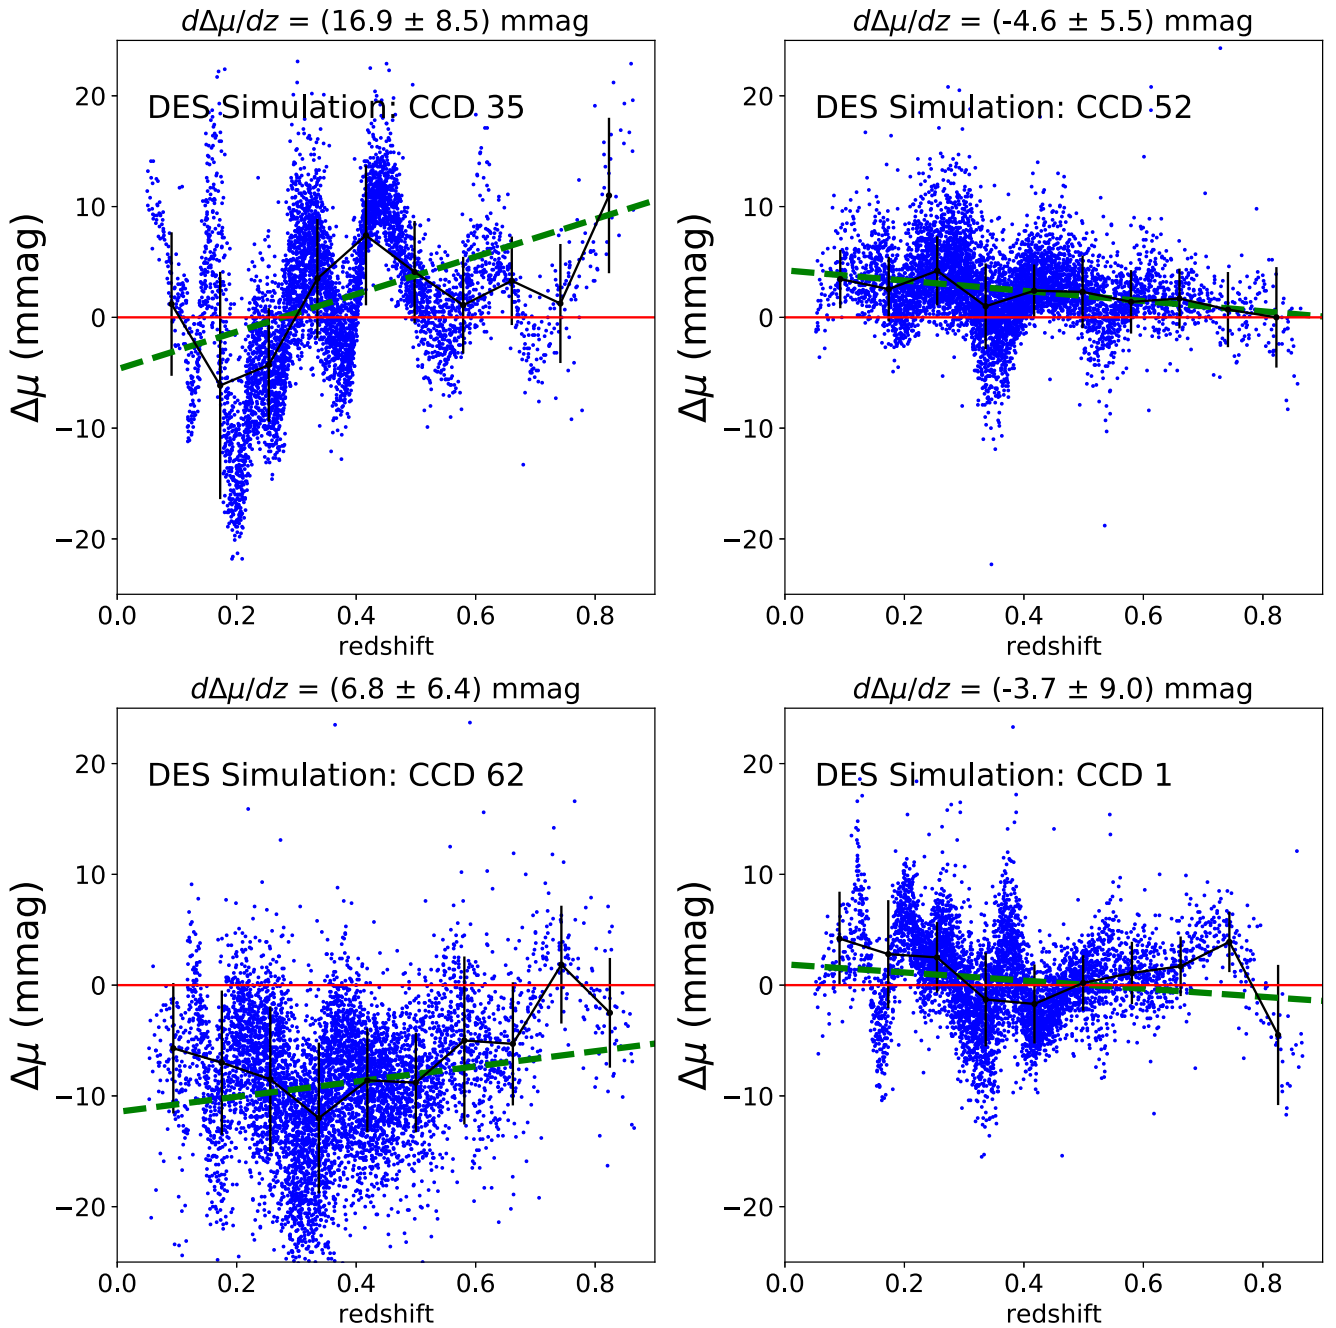 dΔμ/dz = (16.9 ± 8.5) mmag
DES Simulation: CCD 35
20
10
0
−10
−20
Δμ (mmag)
0.0 0.2 0.4 0.6 0.8
redshift
dΔμ/dz = (-4.6 ± 5.5) mmag
DES Simulation: CCD 52
20
10
0
−10
−20
Δμ (mmag)
0.0 0.2 0.4 0.6 0.8
redshift
dΔμ/dz = (6.8 ± 6.4) mmag
DES Simulation: CCD 62
20
10
0
−10
−20
Δμ (mmag)
0.0 0.2 0.4 0.6 0.8
redshift
dΔμ/dz = (-3.7 ± 9.0) mmag
DES Simulation: CCD 1
20
10
0
−10
−20
Δμ (mmag)
0.0 0.2 0.4 0.6 0.8
redshift